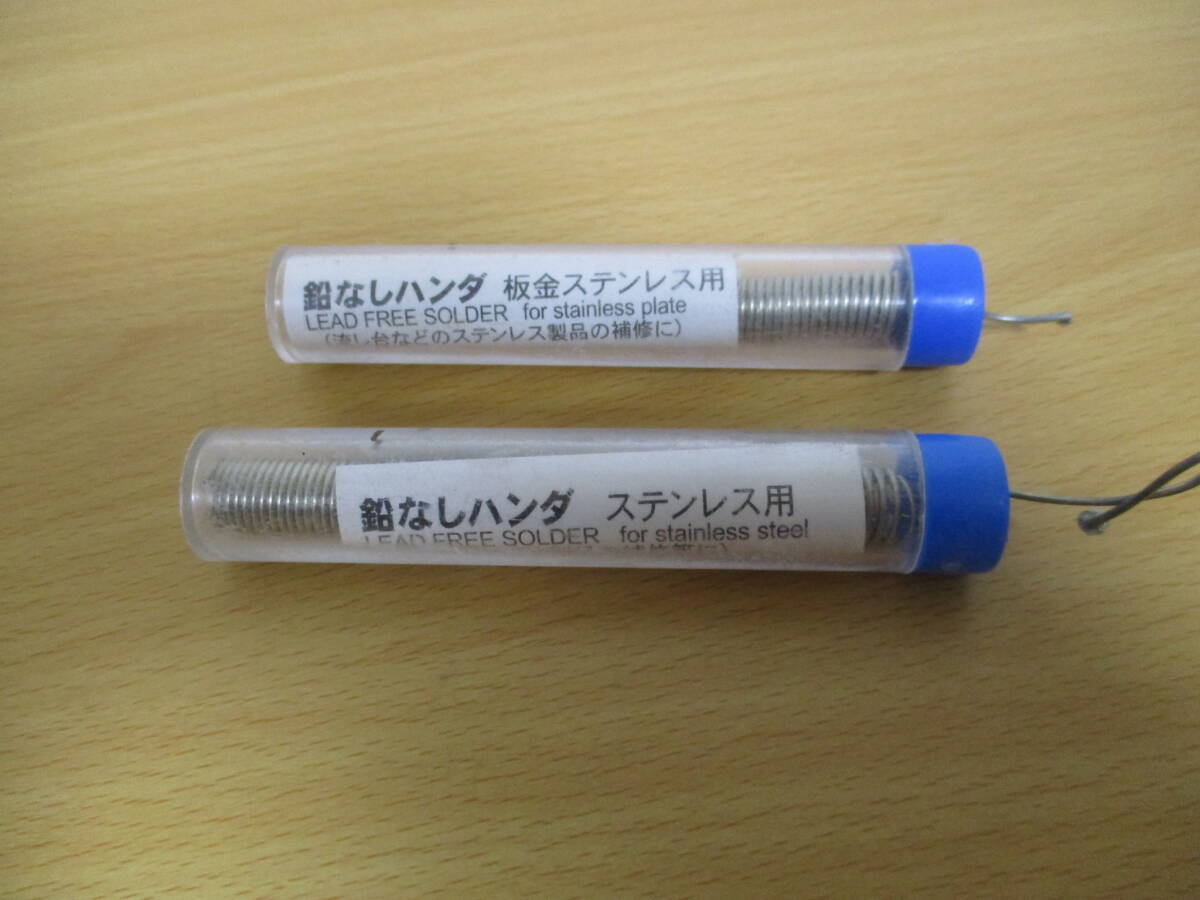 鉛なしハンダ 板金ステンレス用
LEAD FREE SOLDER for stainless plate
(流し台などのステンレス製品の補修に)
鉛なしハンダ ステンレス用
LEAD FREE SOLDER for stainless steel